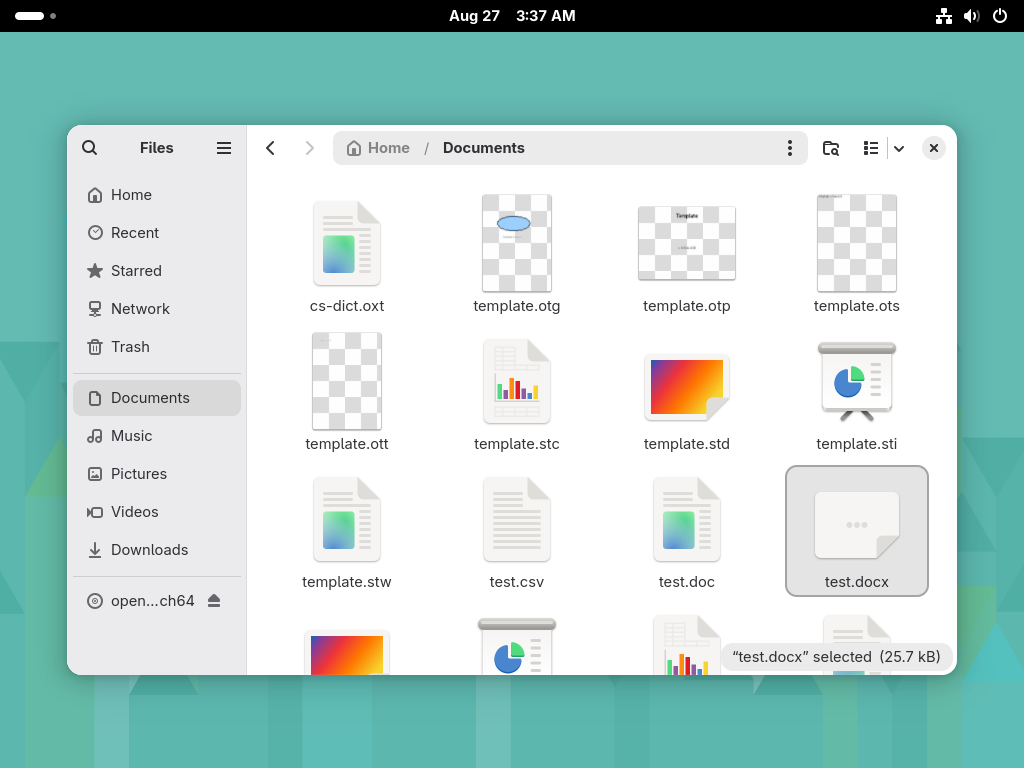 Aug 27 3:37 AM
Files
Home / Documents
Home
Recent
Starred
Network
Trash
Documents
Music
Pictures
Videos
Downloads
open...ch64
Template
cs-dict.oxt
template.otg
template.otp
template.ots
template.ott
template.stc
template.std
template.sti
template.stw
test.csv
test.doc
test.docx
“test.docx” selected (25.7 kB)